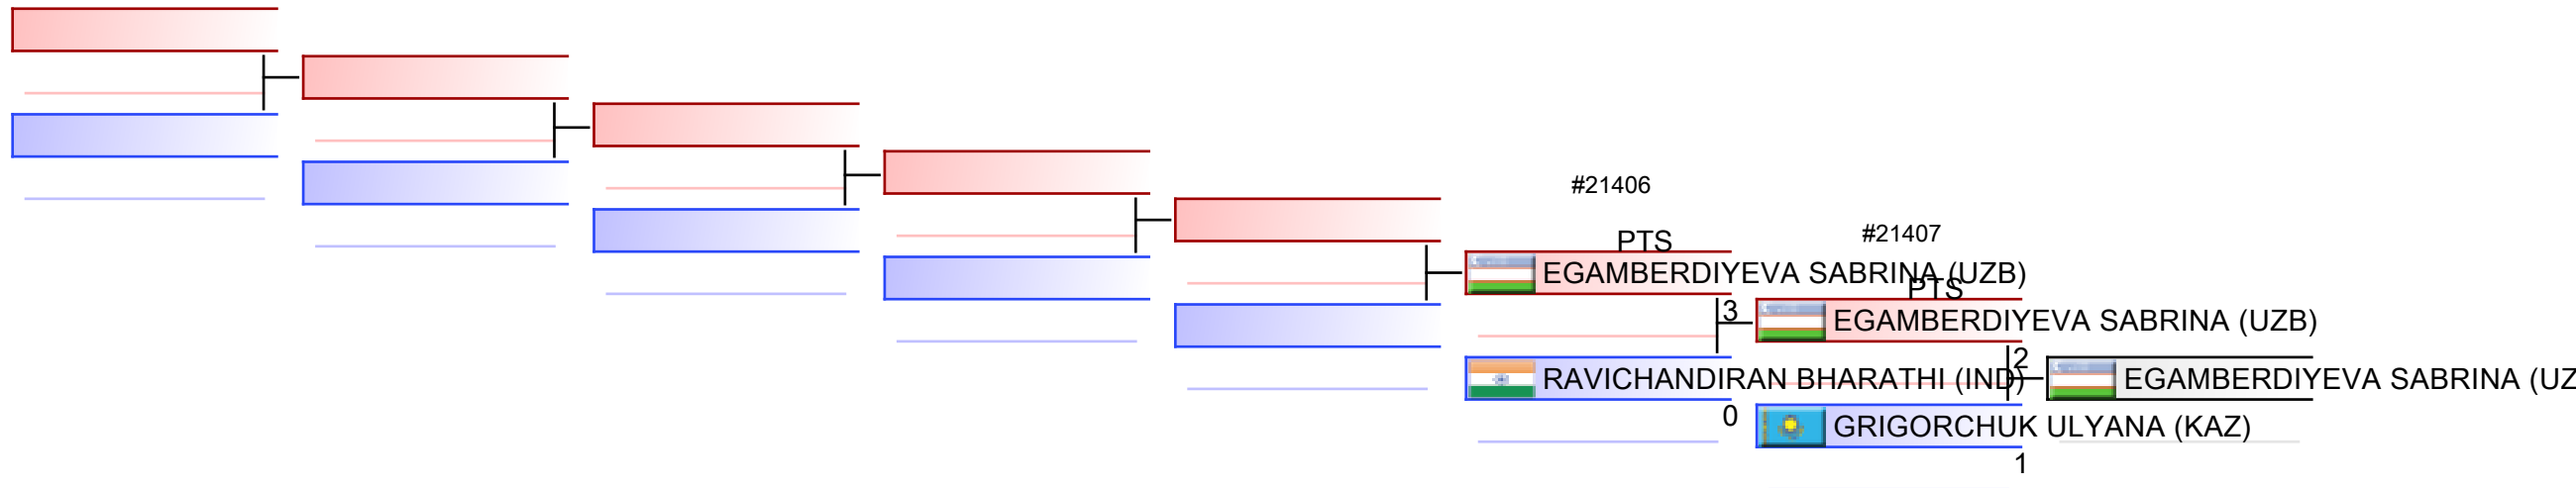 #21406
PTS
#21407
EGAMBERDIYEVA SABRINA (UZB)
PTS
3
EGAMBERDIYEVA SABRINA (UZB)
2
RAVICHANDIRAN BHARATHI (IND)
EGAMBERDIYEVA SABRINA (UZ
0
GRIGORCHUK ULYANA (KAZ)
1